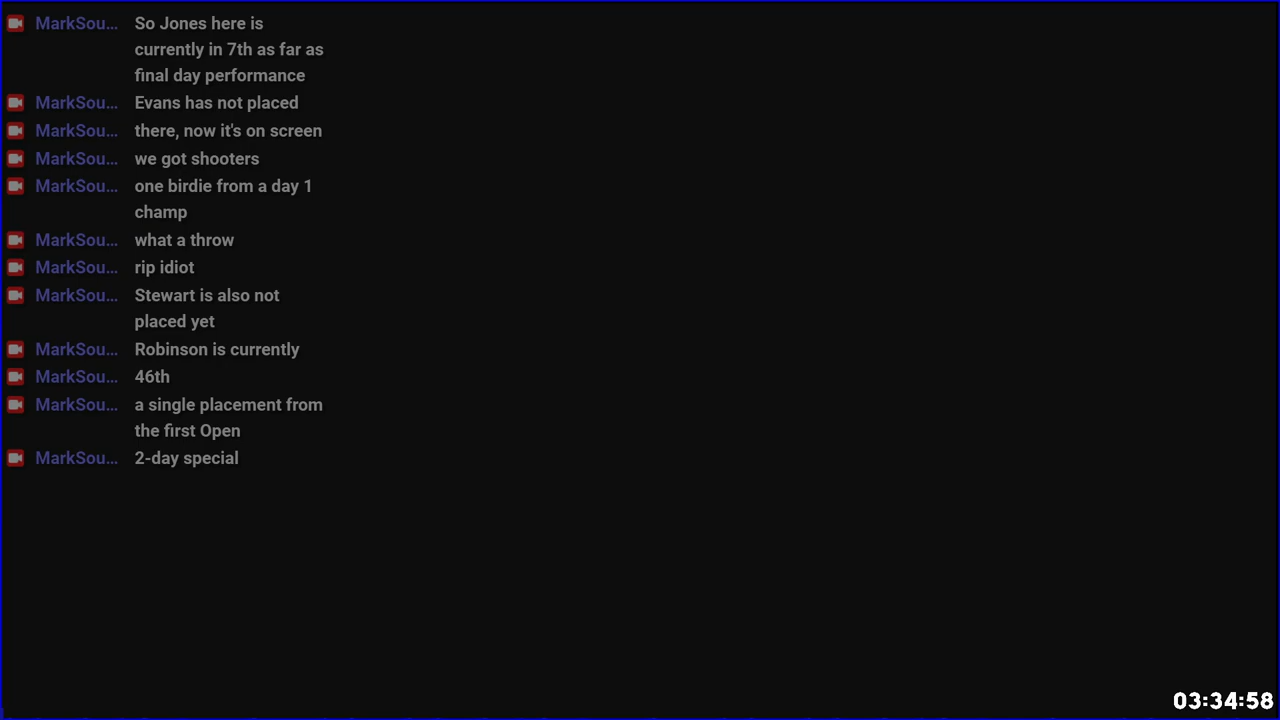 MarkSou... So Jones here is
currently in 7th as far as
final day performance
MarkSou... Evans has not placed
MarkSou... there, now it's on screen
MarkSou... we got shooters
MarkSou... one birdie from a day 1
champ
MarkSou... what a throw
MarkSou... rip idiot
MarkSou... Stewart is also not
placed yet
MarkSou... Robinson is currently
MarkSou... 46th
MarkSou... a single placement from
the first Open
MarkSou... 2-day special
03:34:58